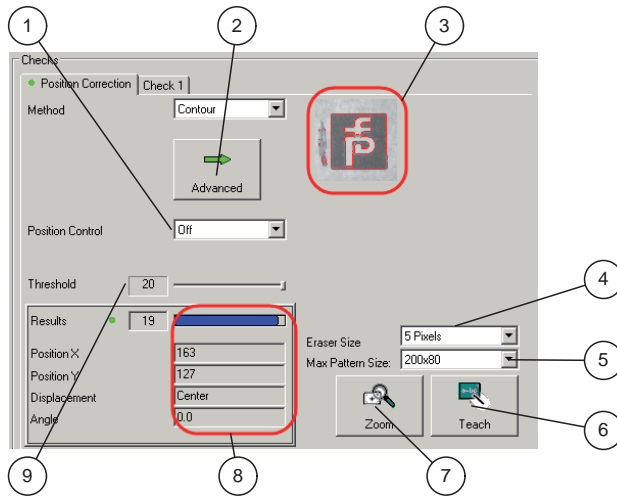 1
2
3
Checks
Position Correction
Check 1
Method
Contour
Advanced
Position Control
Off
Threshold
20
4
Results
19
Eraser Size
5 Pixels
Position X
163
Max Pattern Size:
200x80
5
Position Y
127
Displacement
Center
Angle
0.0
Zoom
Teach
6
9
8
7